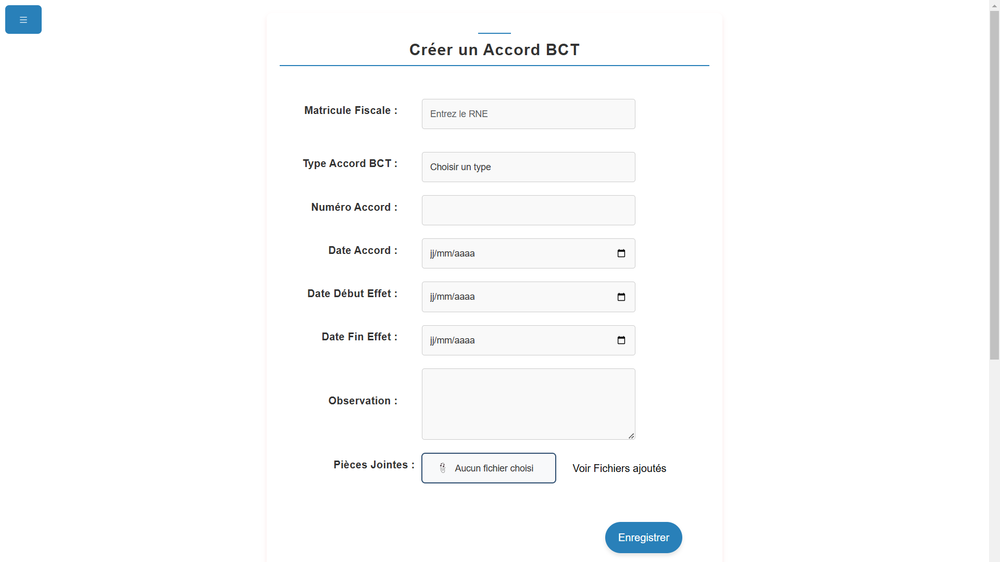 Créer un Accord BCT
Matricule Fiscale :
Entrez le RNE
Type Accord BCT :
Choisir un type
Numéro Accord :
Date Accord :
jj/mm/aaaa
Date Début Effet :
jj/mm/aaaa
Date Fin Effet :
jj/mm/aaaa
Observation :
Pièces Jointes :
Aucun fichier choisi
Voir Fichiers ajoutés
Enregistrer